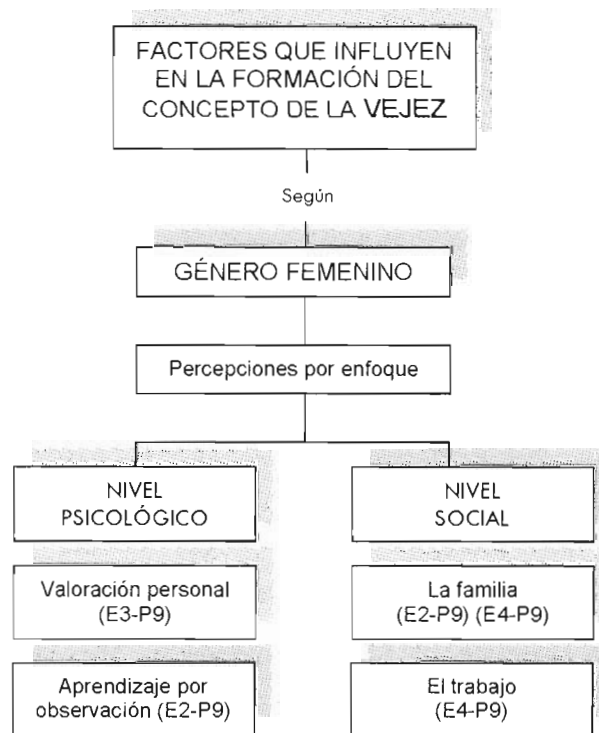 FACTORES QUE INFLUYEN
EN LA FORMACIÓN DEL
CONCEPTO DE LA VEJEZ
Según
GÉNERO FEMENINO
Percepciones por enfoque
NIVEL
PSICOLÓGICO
NIVEL
SOCIAL
Valoración personal
(E3-P9)
La familia
(E2-P9) (E4-P9)
Aprendizaje por
observación (E2-P9)
El trabajo
(E4-P9)